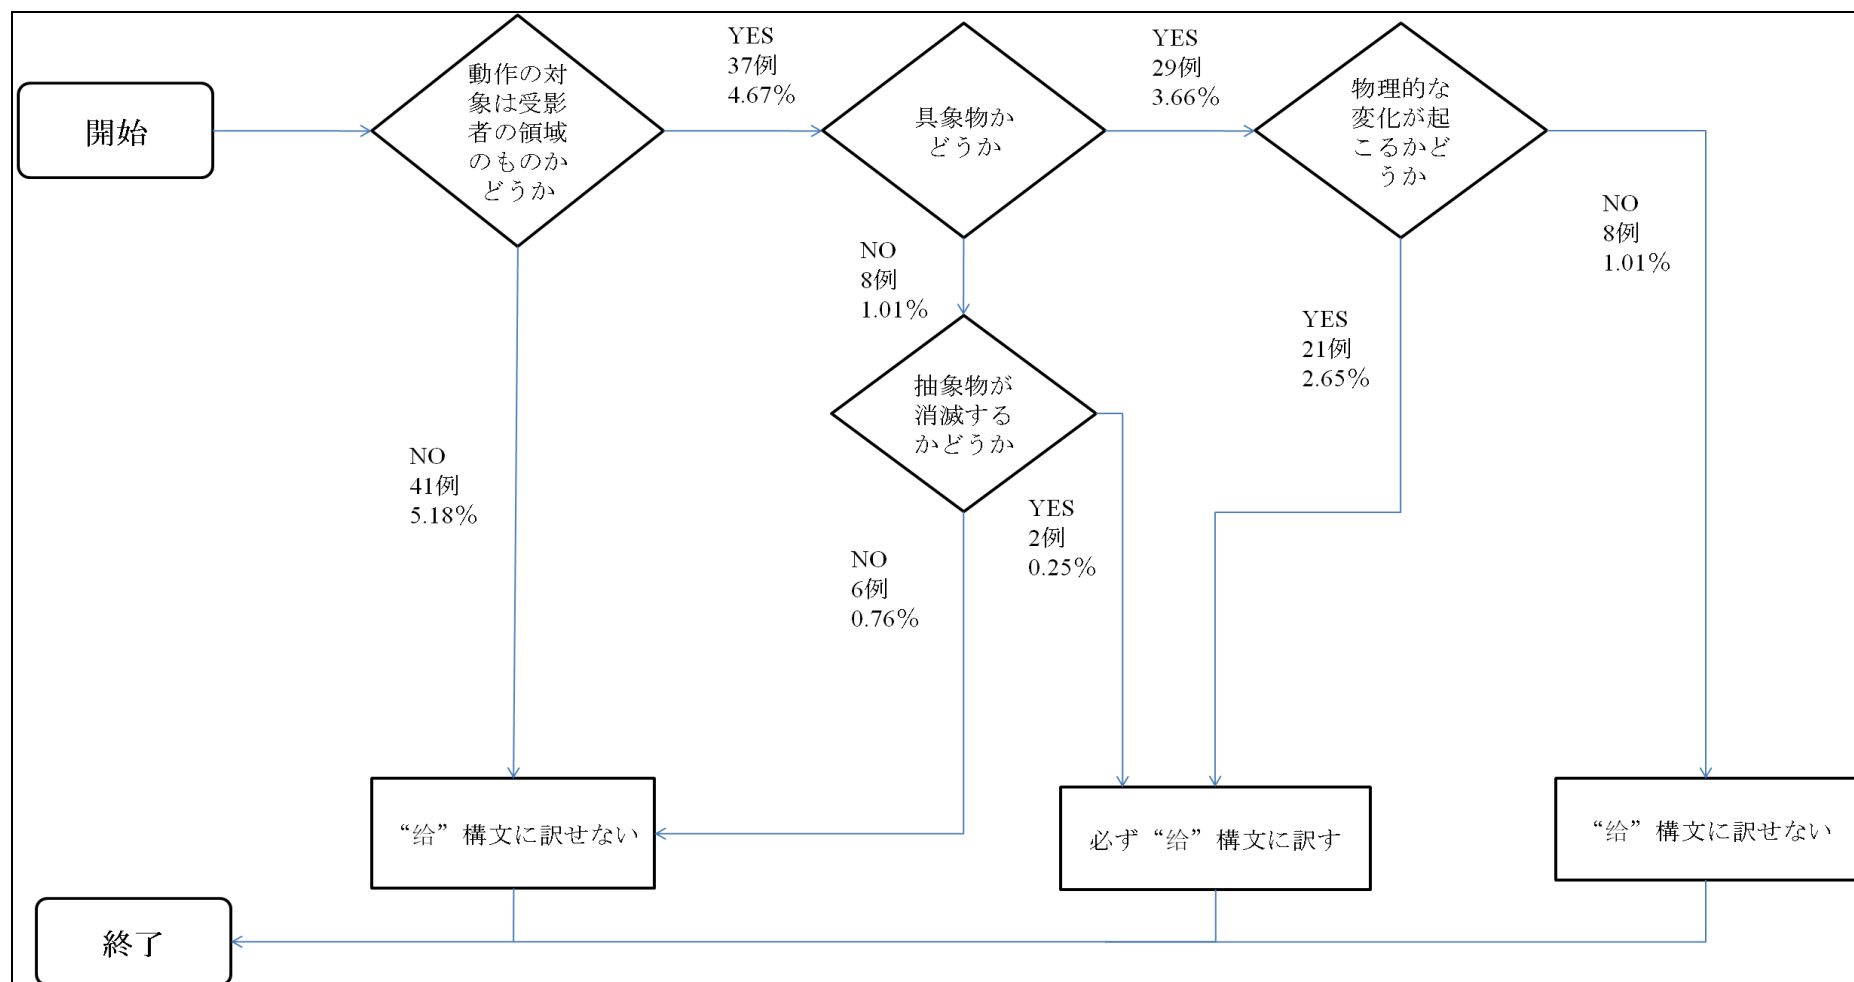 開始
動作の対
象は受影
者の領域
のものか
どうか
YES
37例
4.67%
具象物か
どうか
YES
29例
3.66%
物理的な
変化が起
こるかど
うか
NO
8例
1.01%
NO
8例
1.01%
YES
21例
2.65%
抽象物が
消滅する
かどうか
NO
41例
5.18%
YES
2例
0.25%
NO
6例
0.76%
“给”構文に訳せない
必ず“给”構文に訳す
“给”構文に訳せない
終了